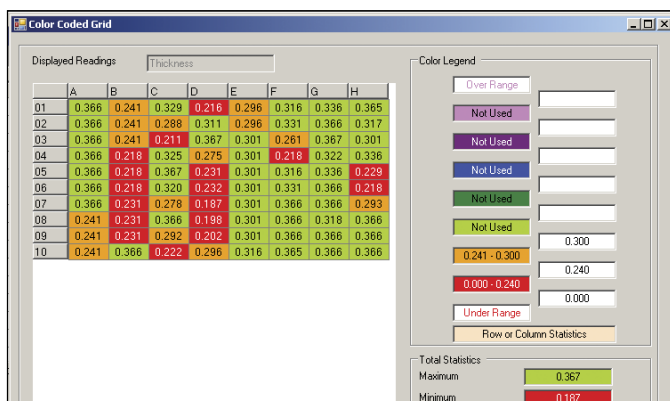 Color Coded Grid
Displayed Readings Thickness
A B C D E F G H
01 0.366 0.241 0.329 0.216 0.296 0.316 0.336 0.365
02 0.366 0.241 0.288 0.311 0.296 0.331 0.366 0.317
03 0.366 0.241 0.211 0.367 0.301 0.261 0.367 0.301
04 0.366 0.218 0.325 0.275 0.301 0.218 0.322 0.336
05 0.366 0.218 0.367 0.231 0.301 0.316 0.336 0.229
06 0.366 0.218 0.320 0.232 0.301 0.331 0.366 0.218
07 0.366 0.231 0.278 0.187 0.301 0.366 0.366 0.293
08 0.241 0.231 0.366 0.198 0.301 0.366 0.318 0.366
09 0.241 0.231 0.292 0.202 0.301 0.366 0.366 0.366
10 0.241 0.366 0.222 0.296 0.316 0.365 0.366 0.366
Color Legend
Over Range
Not Used
Not Used
Not Used
Not Used
Not Used
0.300
0.241 - 0.300
0.240
0.000 - 0.240
0.000
Under Range
Row or Column Statistics
Total Statistics
Maximum 0.367
Minimum 0.187